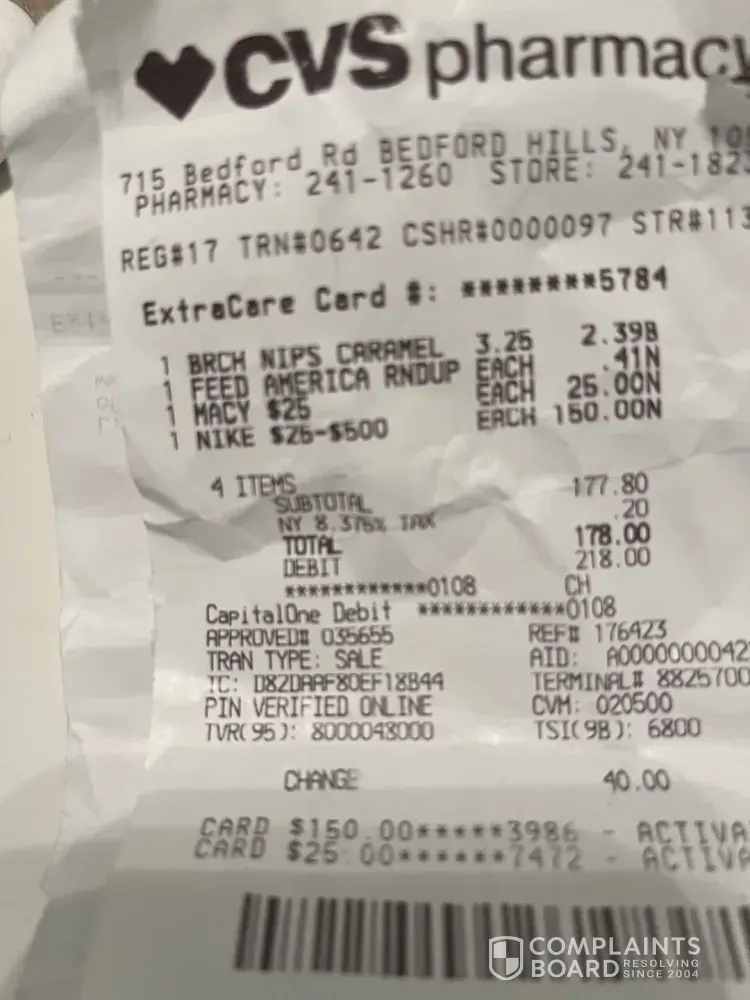 CVS pharmacy
715 Bedford Rd BEDFORD HILLS, NY
PHARMACY: 241-1260 STORE: 241-182
REG#17 TRN#0642 CSHR#0000097 STR#113
ExtraCare Card #: ********5784
1 BRCH NIPS CARAMEL 3.25 2.39B
1 FEED AMERICA RNDUP EACH .41N
1 MACY $25 EACH 25.00N
1 NIKE $25-$500 EACH 150.00N
4 ITEMS
SUBTOTAL 177.80
NY 8.375% TAX .20
TOTAL 178.00
DEBIT 218.00
************0108 CH
CapitalOne Debit ************0108
APPROVED# 035655 REF# 176423
TRAN TYPE: SALE AID: A000000004
TC: D82DAAF80EF18B44 TERMINAL# 8825700
PIN VERIFIED ONLINE CVM: 020500
TVR(95): 8000048000 TSI(9B): 6800
CHANGE 40.00
CARD $150.00*****3986 - ACTIVA
CARD $25.00******7472 - ACTIVA
COMPLAINTS
BOARD RESOLVING SINCE 2004